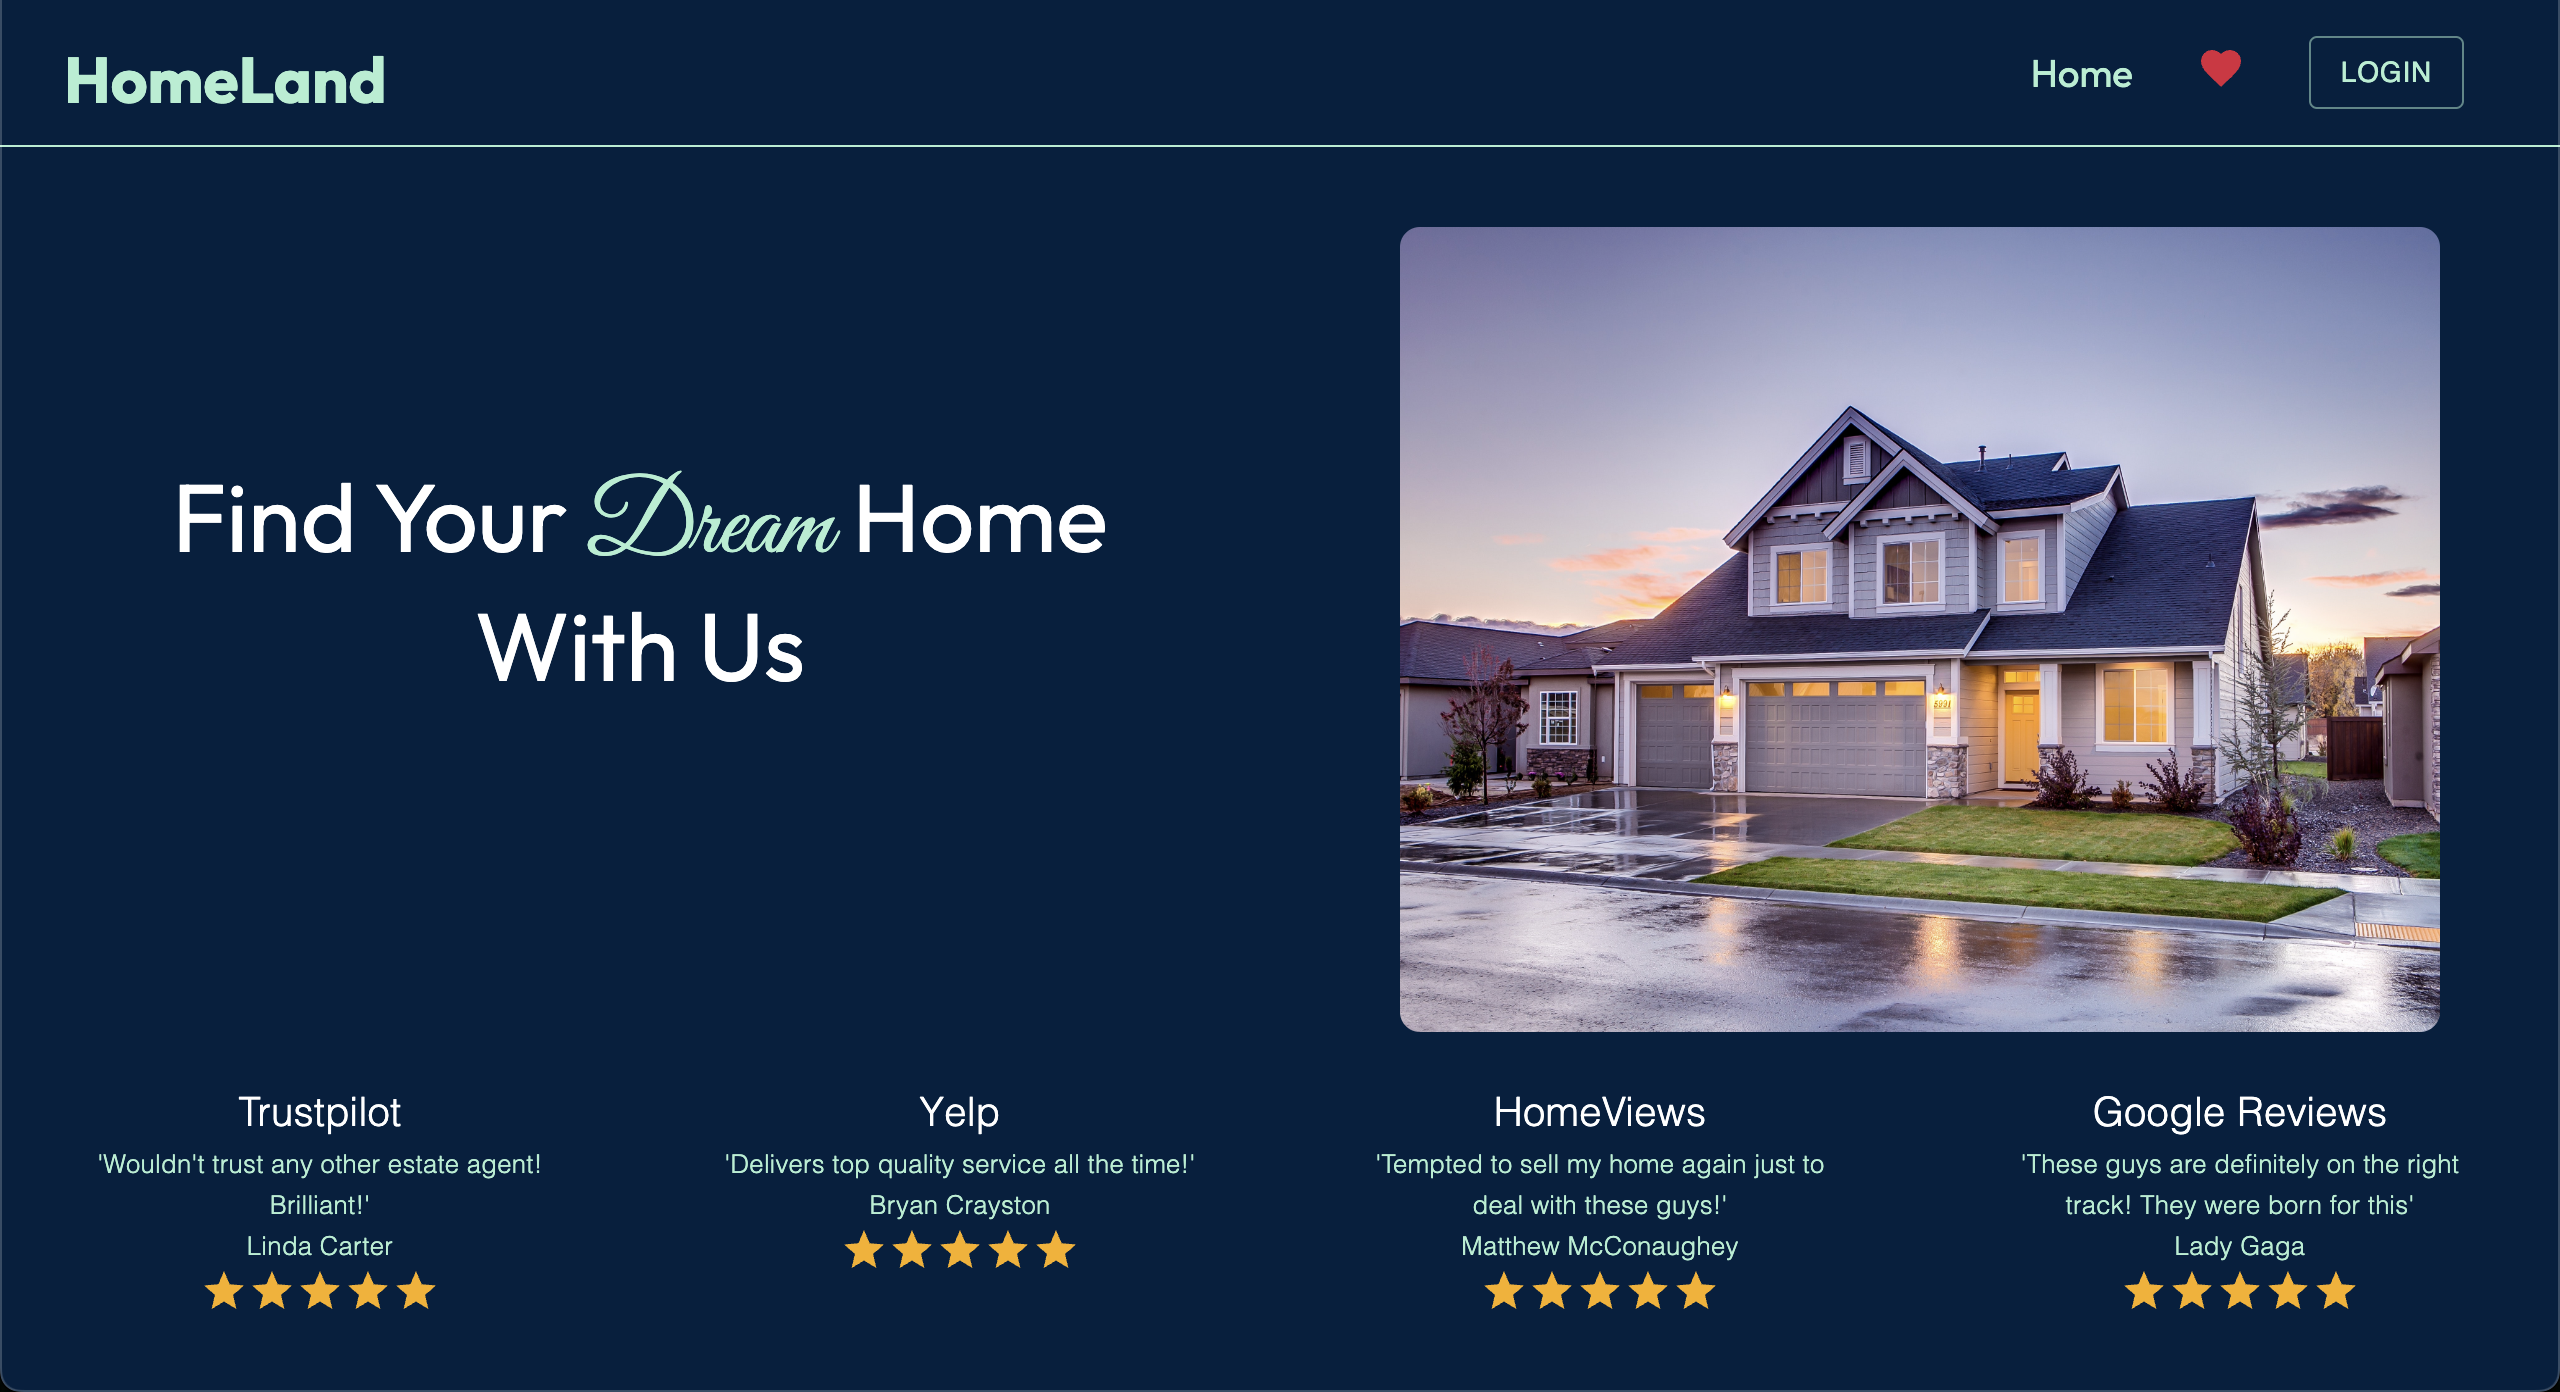 HomeLand
Home
LOGIN
Find Your Dream Home
With Us
Trustpilot
'Wouldn't trust any other estate agent!
Brilliant!'
Linda Carter
Yelp
'Delivers top quality service all the time!'
Bryan Crayston
HomeViews
'Tempted to sell my home again just to
deal with these guys!'
Matthew McConaughey
Google Reviews
'These guys are definitely on the right
track! They were born for this'
Lady Gaga